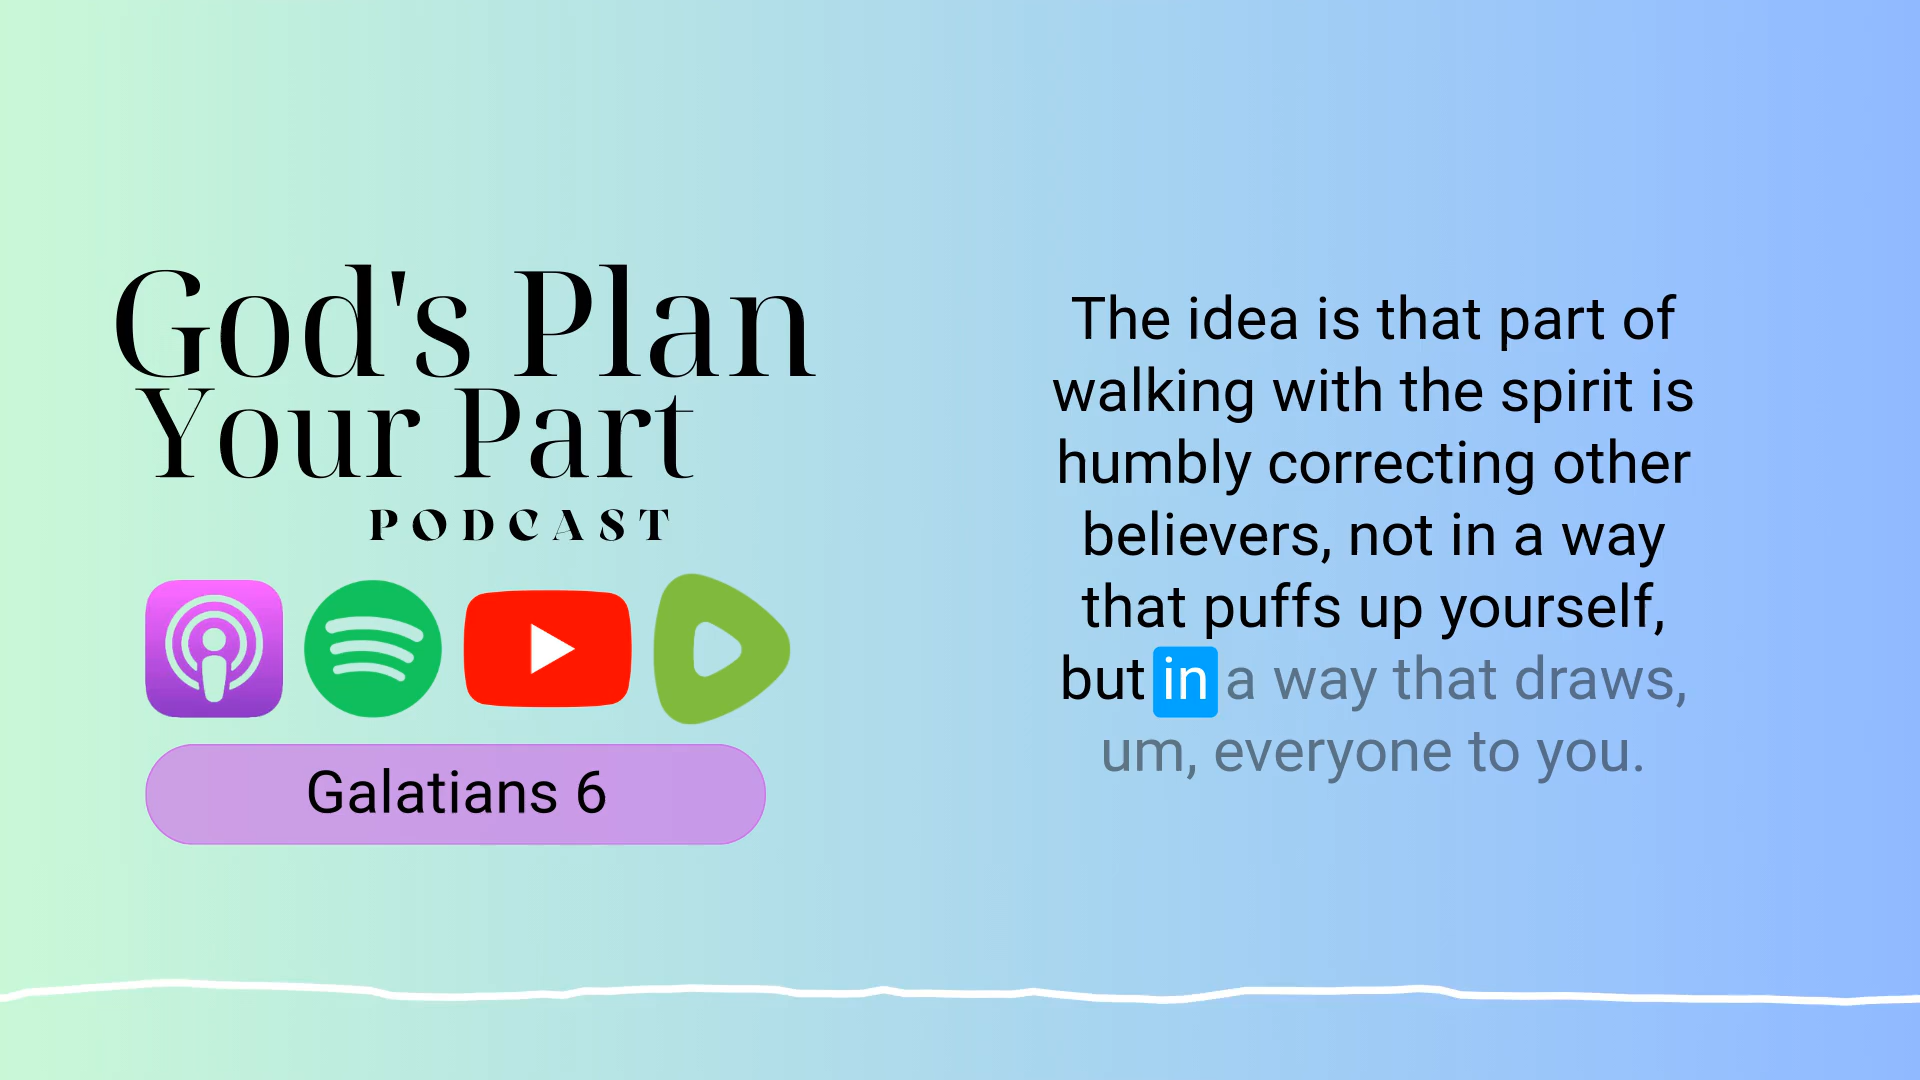 God's Plan
Your Part
PODCAST
Galatians 6
The idea is that part of
walking with the spirit is
humbly correcting other
believers, not in a way
that puffs up yourself,
but in a way that draws,
um, everyone to you.